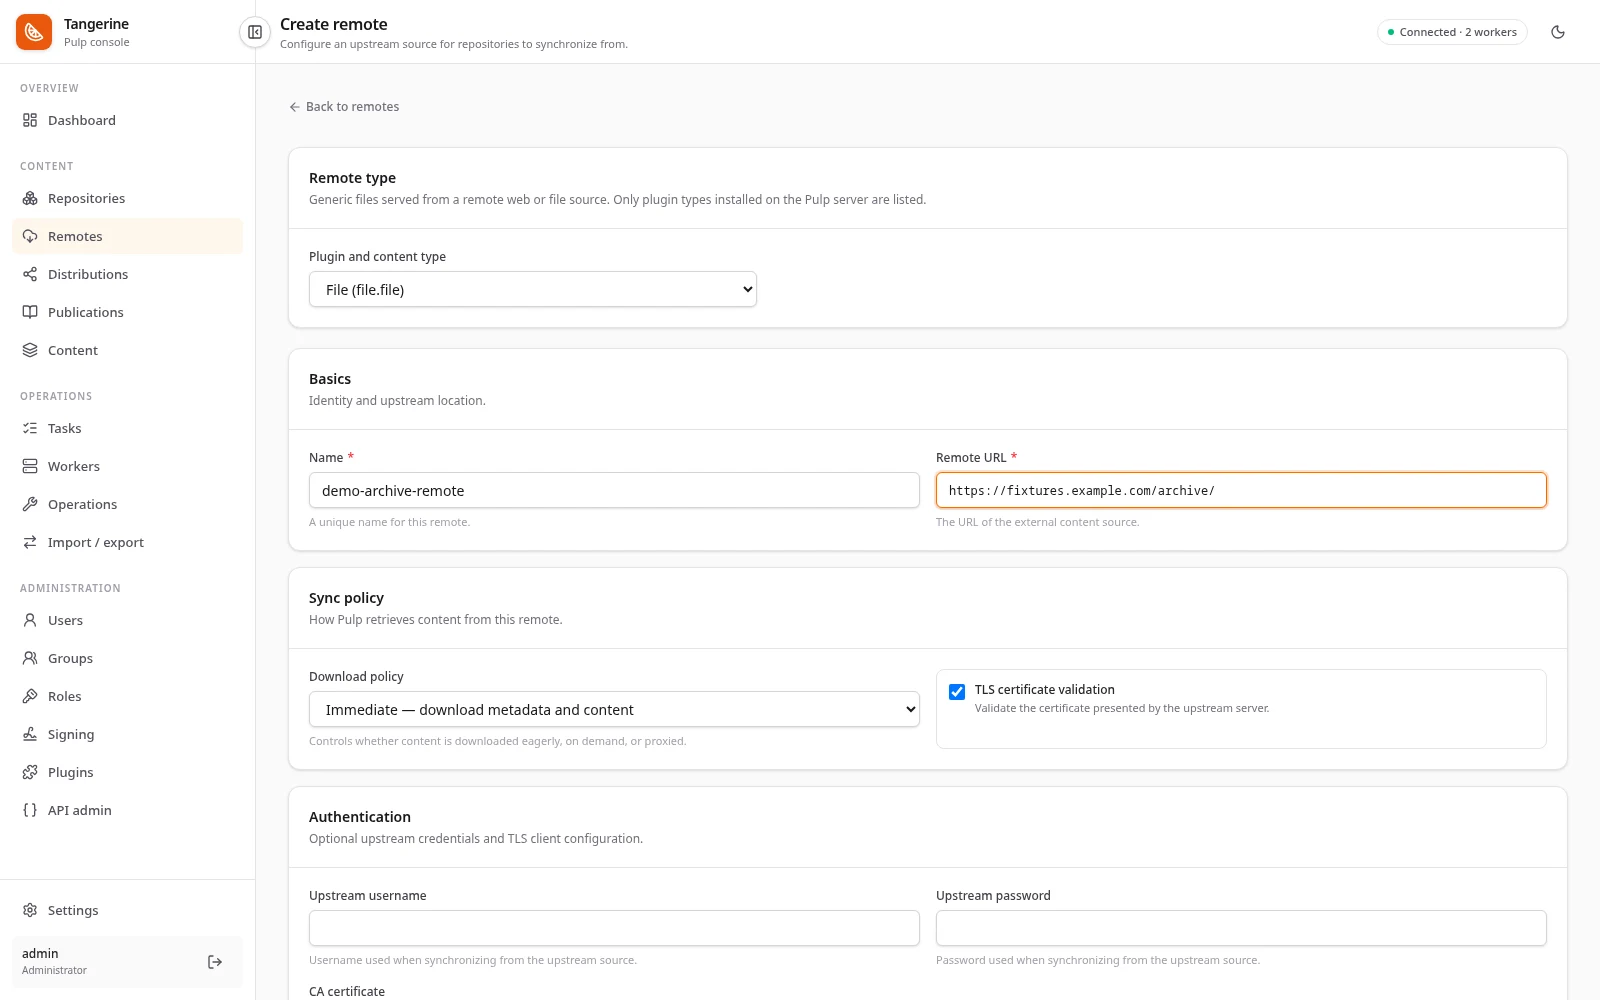 Tangerine
Pulp console
Create remote
Configure an upstream source for repositories to synchronize from.
Connected · 2 workers
OVERVIEW
Dashboard
CONTENT
Repositories
Remotes
Distributions
Publications
Content
OPERATIONS
Tasks
Workers
Operations
Import / export
ADMINISTRATION
Users
Groups
Roles
Signing
Plugins
API admin
Settings
admin
Administrator
Back to remotes
Remote type
Generic files served from a remote web or file source. Only plugin types installed on the Pulp server are listed.
Plugin and content type
File (file.file)
Basics
Identity and upstream location.
Name *
demo-archive-remote
A unique name for this remote.
Remote URL *
https://fixtures.example.com/archive/
The URL of the external content source.
Sync policy
How Pulp retrieves content from this remote.
Download policy
Immediate — download metadata and content
Controls whether content is downloaded eagerly, on demand, or proxied.
TLS certificate validation
Validate the certificate presented by the upstream server.
Authentication
Optional upstream credentials and TLS client configuration.
Upstream username
Username used when synchronizing from the upstream source.
Upstream password
Password used when synchronizing from the upstream source.
CA certificate